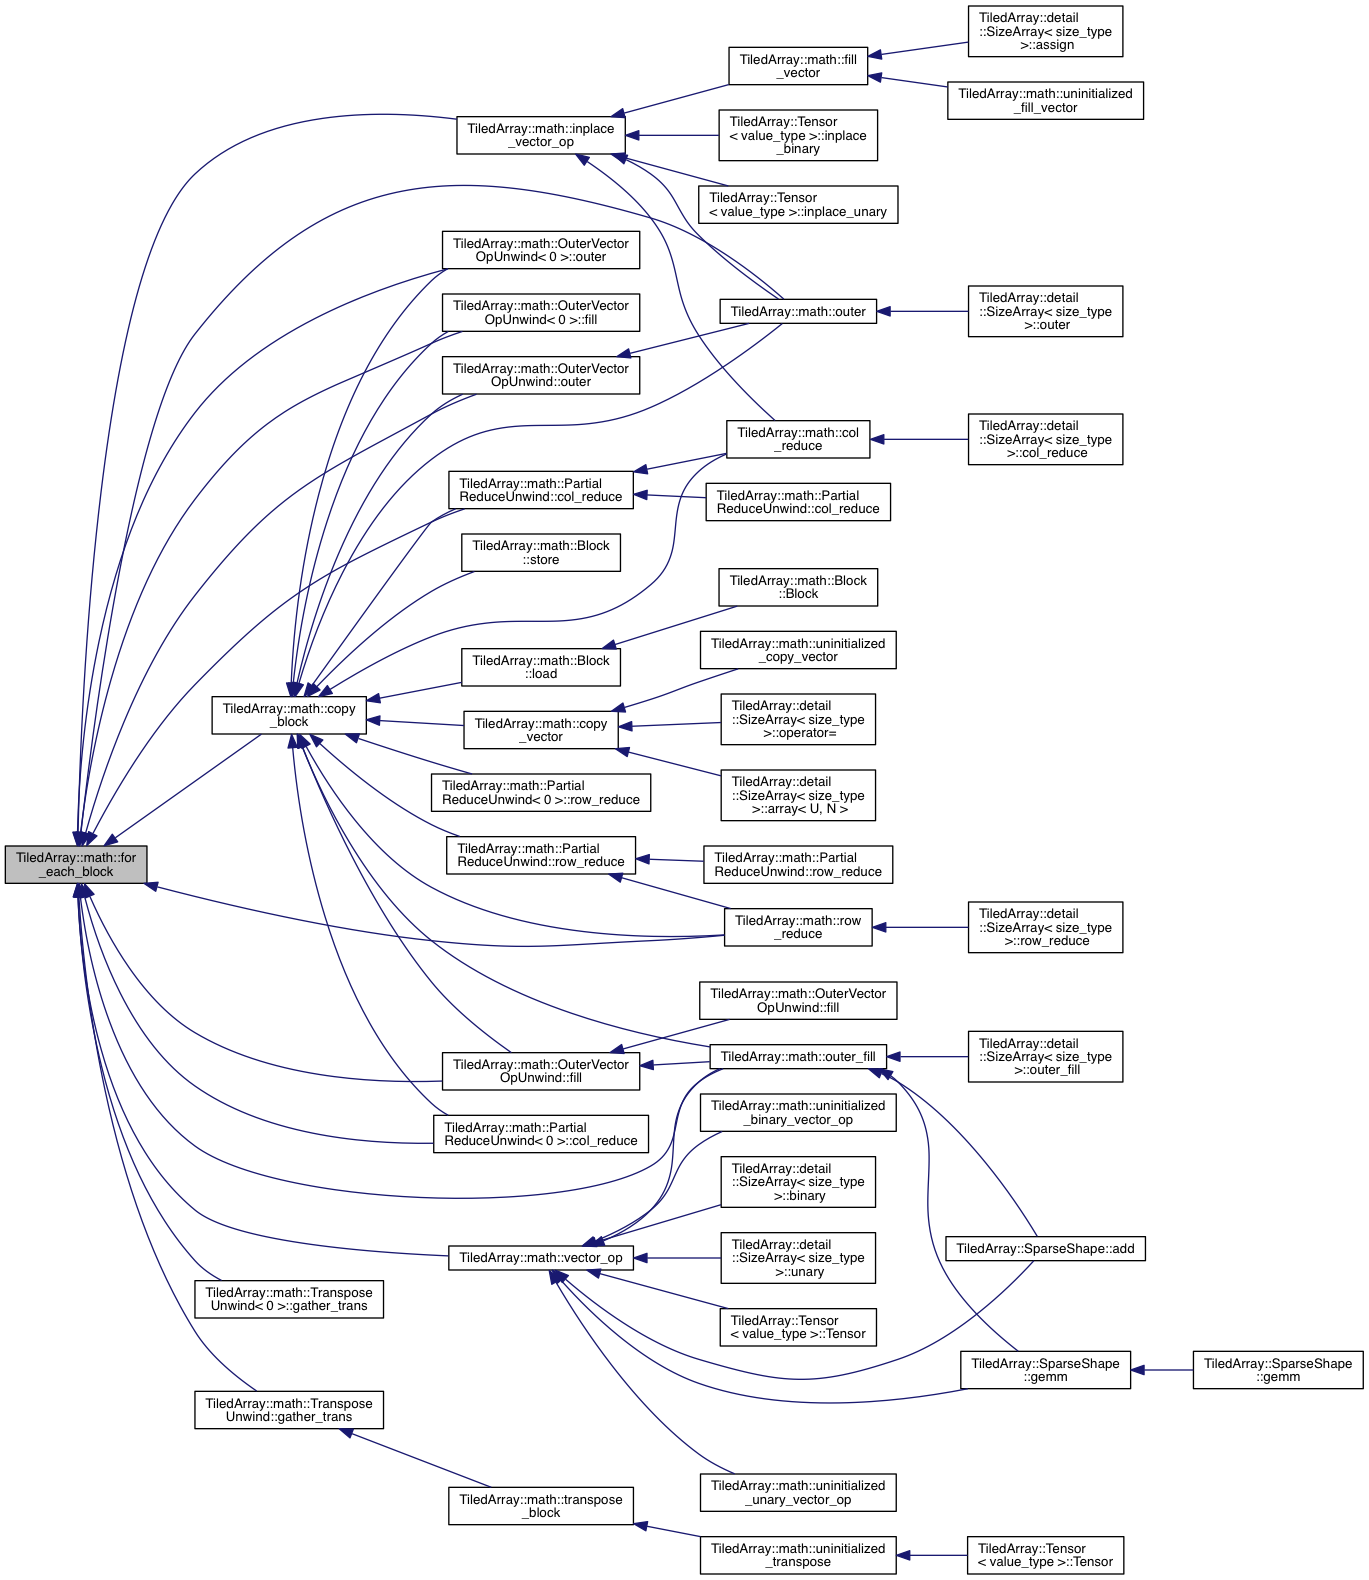 TiledArray::detail
::SizeArray< size_type
>::assign
TiledArray::math::fill
_vector
TiledArray::math::uninitialized
_fill_vector
TiledArray::math::inplace
_vector_op
TiledArray::Tensor
< value_type >::inplace
_binary
TiledArray::Tensor
< value_type >::inplace_unary
TiledArray::math::OuterVector
OpUnwind< 0 >::outer
TiledArray::math::OuterVector
OpUnwind< 0 >::fill
TiledArray::math::outer
TiledArray::detail
::SizeArray< size_type
>::outer
TiledArray::math::OuterVector
OpUnwind::outer
TiledArray::math::col
_reduce
TiledArray::detail
::SizeArray< size_type
>::col_reduce
TiledArray::math::Partial
ReduceUnwind::col_reduce
TiledArray::math::Partial
ReduceUnwind::col_reduce
TiledArray::math::Block
::store
TiledArray::math::Block
::Block
TiledArray::math::Block
::load
TiledArray::math::uninitialized
_copy_vector
TiledArray::math::copy
_block
TiledArray::math::copy
_vector
TiledArray::detail
::SizeArray< size_type
>::operator=
TiledArray::math::Partial
ReduceUnwind< 0 >::row_reduce
TiledArray::detail
::SizeArray< size_type
>::array< U, N >
TiledArray::math::for
_each_block
TiledArray::math::Partial
ReduceUnwind::row_reduce
TiledArray::math::Partial
ReduceUnwind::row_reduce
TiledArray::math::row
_reduce
TiledArray::detail
::SizeArray< size_type
>::row_reduce
TiledArray::math::OuterVector
OpUnwind::fill
TiledArray::math::OuterVector
OpUnwind::fill
TiledArray::math::outer_fill
TiledArray::detail
::SizeArray< size_type
>::outer_fill
TiledArray::math::Partial
ReduceUnwind< 0 >::col_reduce
TiledArray::math::uninitialized
_binary_vector_op
TiledArray::detail
::SizeArray< size_type
>::binary
TiledArray::math::vector_op
TiledArray::detail
::SizeArray< size_type
>::unary
TiledArray::SparseShape::add
TiledArray::math::Transpose
Unwind< 0 >::gather_trans
TiledArray::Tensor
< value_type >::Tensor
TiledArray::SparseShape
::gemm
TiledArray::SparseShape
::gemm
TiledArray::math::Transpose
Unwind::gather_trans
TiledArray::math::uninitialized
_unary_vector_op
TiledArray::math::transpose
_block
TiledArray::math::uninitialized
_transpose
TiledArray::Tensor
< value_type >::Tensor